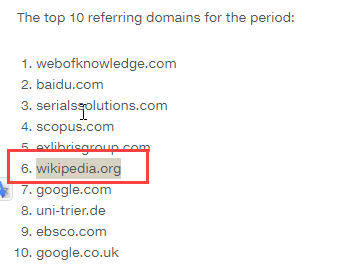 The top 10 referring domains for the period:
1. webofknowledge.com
2. baidu.com
3. serialssolutions.com
4. scopus.com
5. exlibrisgroup.com
6. wikipedia.org
7. google.com
8. uni-trier.de
9. ebsco.com
10. google.co.uk